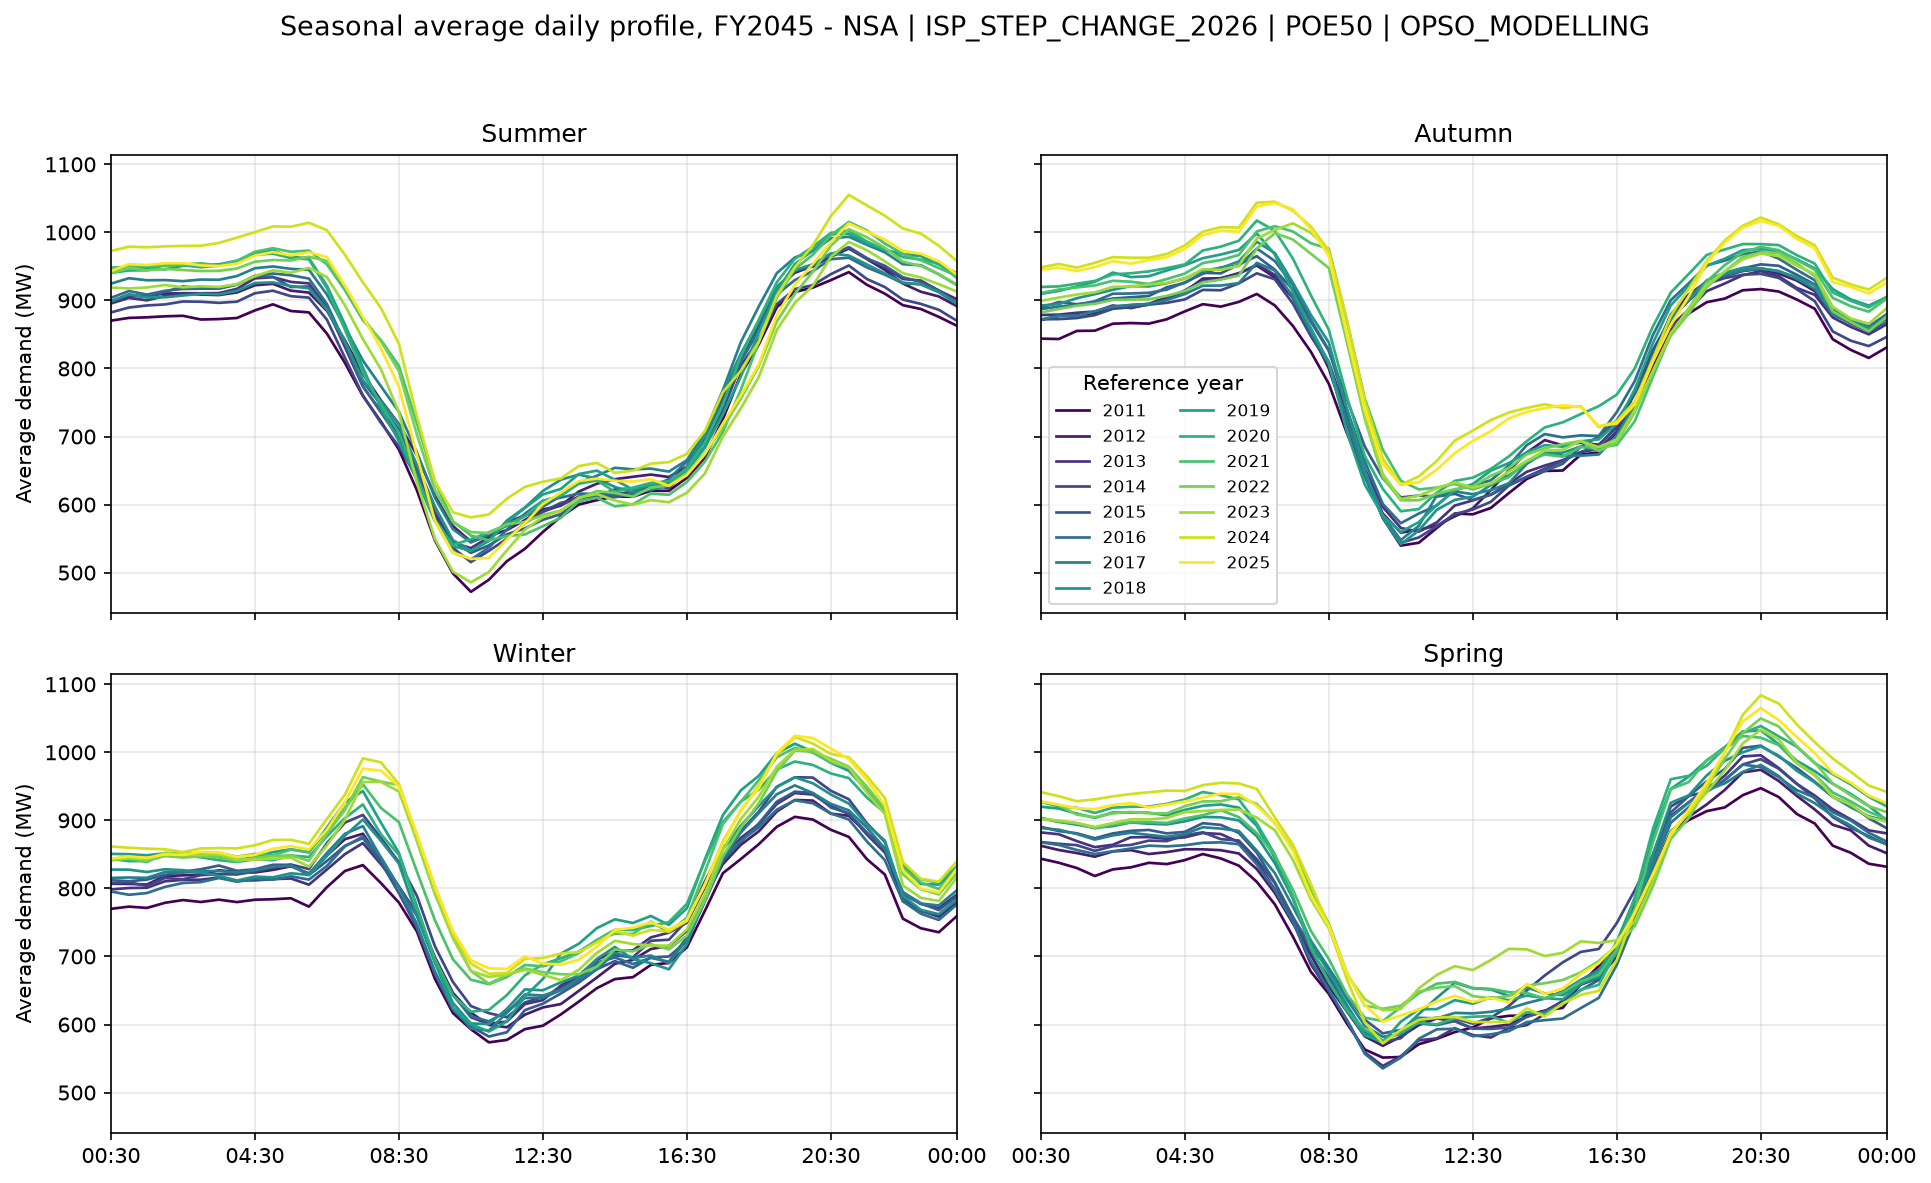 Seasonal average daily profile, FY2045 - NSA | ISP_STEP_CHANGE_2026 | POE50 | OPSO_MODELLING
Summer
Average demand (MW)
1100
1000
900
800
700
600
500
Autumn
Reference year
2011 2019
2012 2020
2013 2021
2014 2022
2015 2023
2016 2024
2017 2025
2018
Winter
Average demand (MW)
1100
1000
900
800
700
600
500
00:30 04:30 08:30 12:30 16:30 20:30 00:00
Spring
00:30 04:30 08:30 12:30 16:30 20:30 00:00